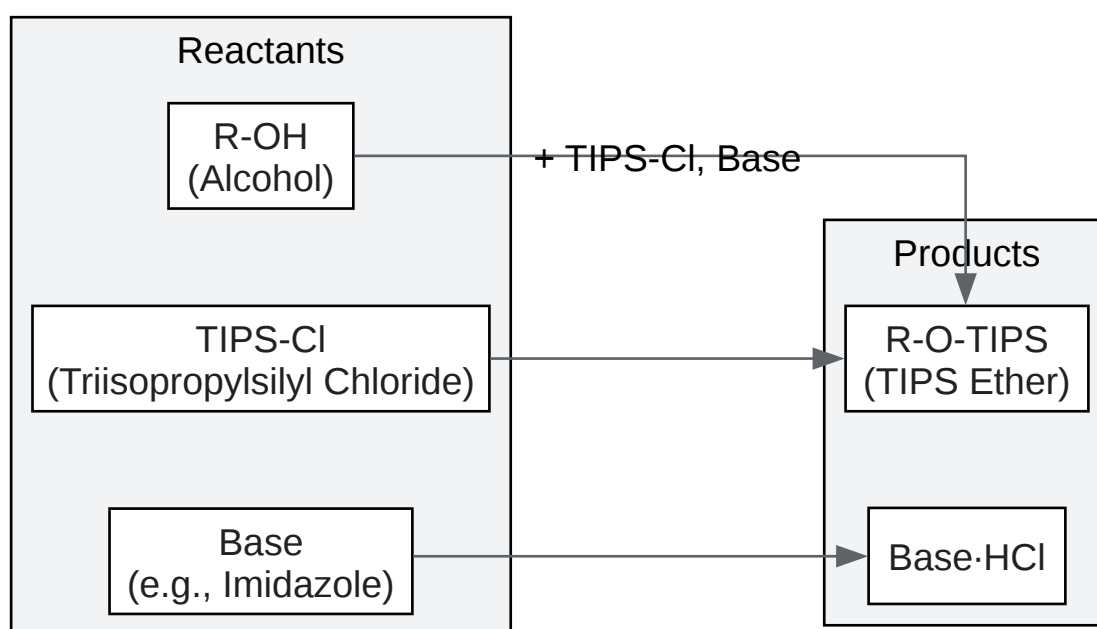 Reactants
R-OH
(Alcohol)
+ TIPS-Cl, Base
Products
TIPS-Cl
(Triisopropylsilyl Chloride)
R-O-TIPS
(TIPS Ether)
Base
(e.g., Imidazole)
Base·HCl